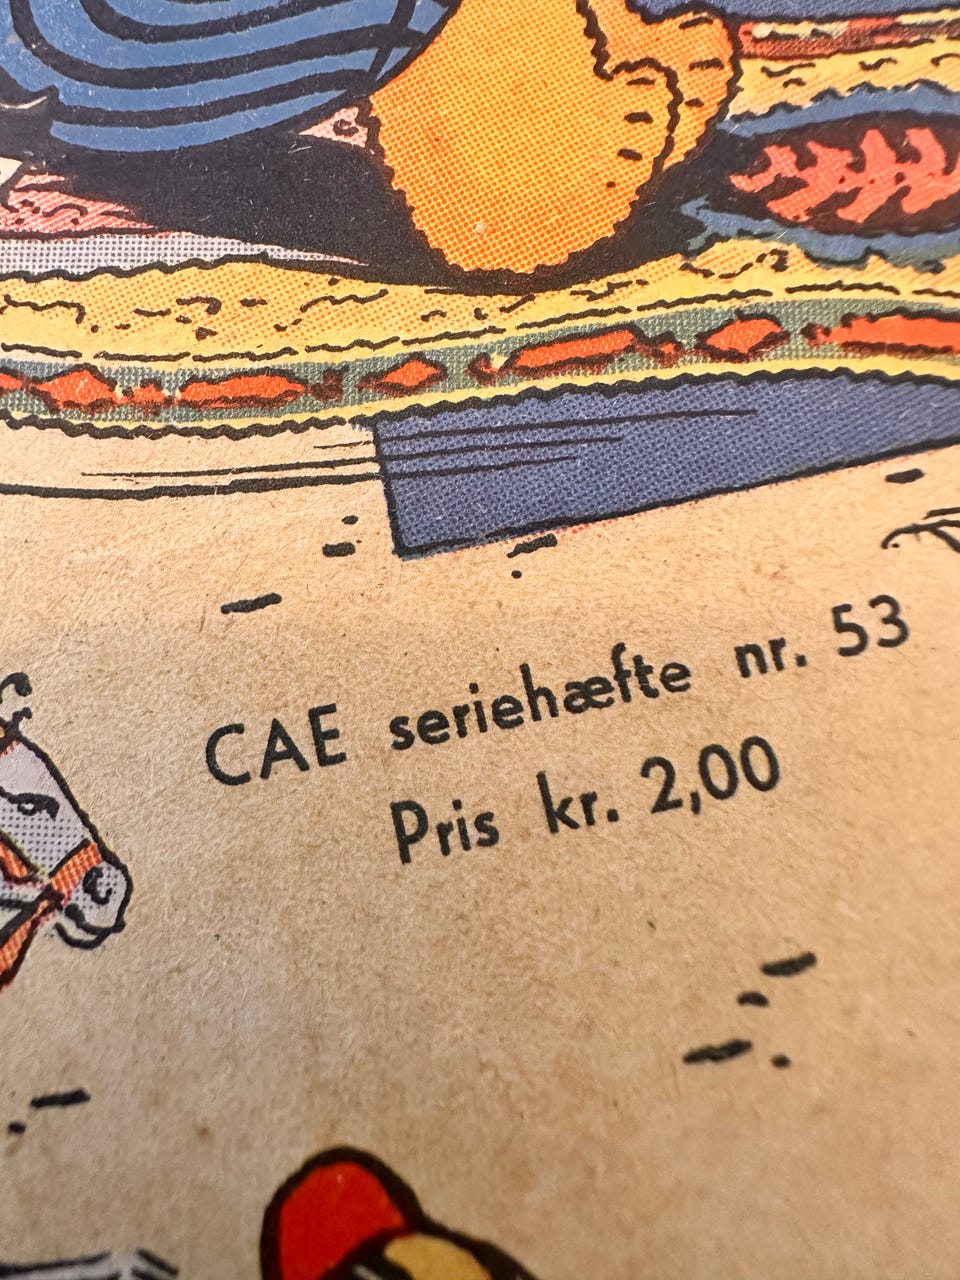 CAE seriehæfte nr. 53
Pris kr. 2,00